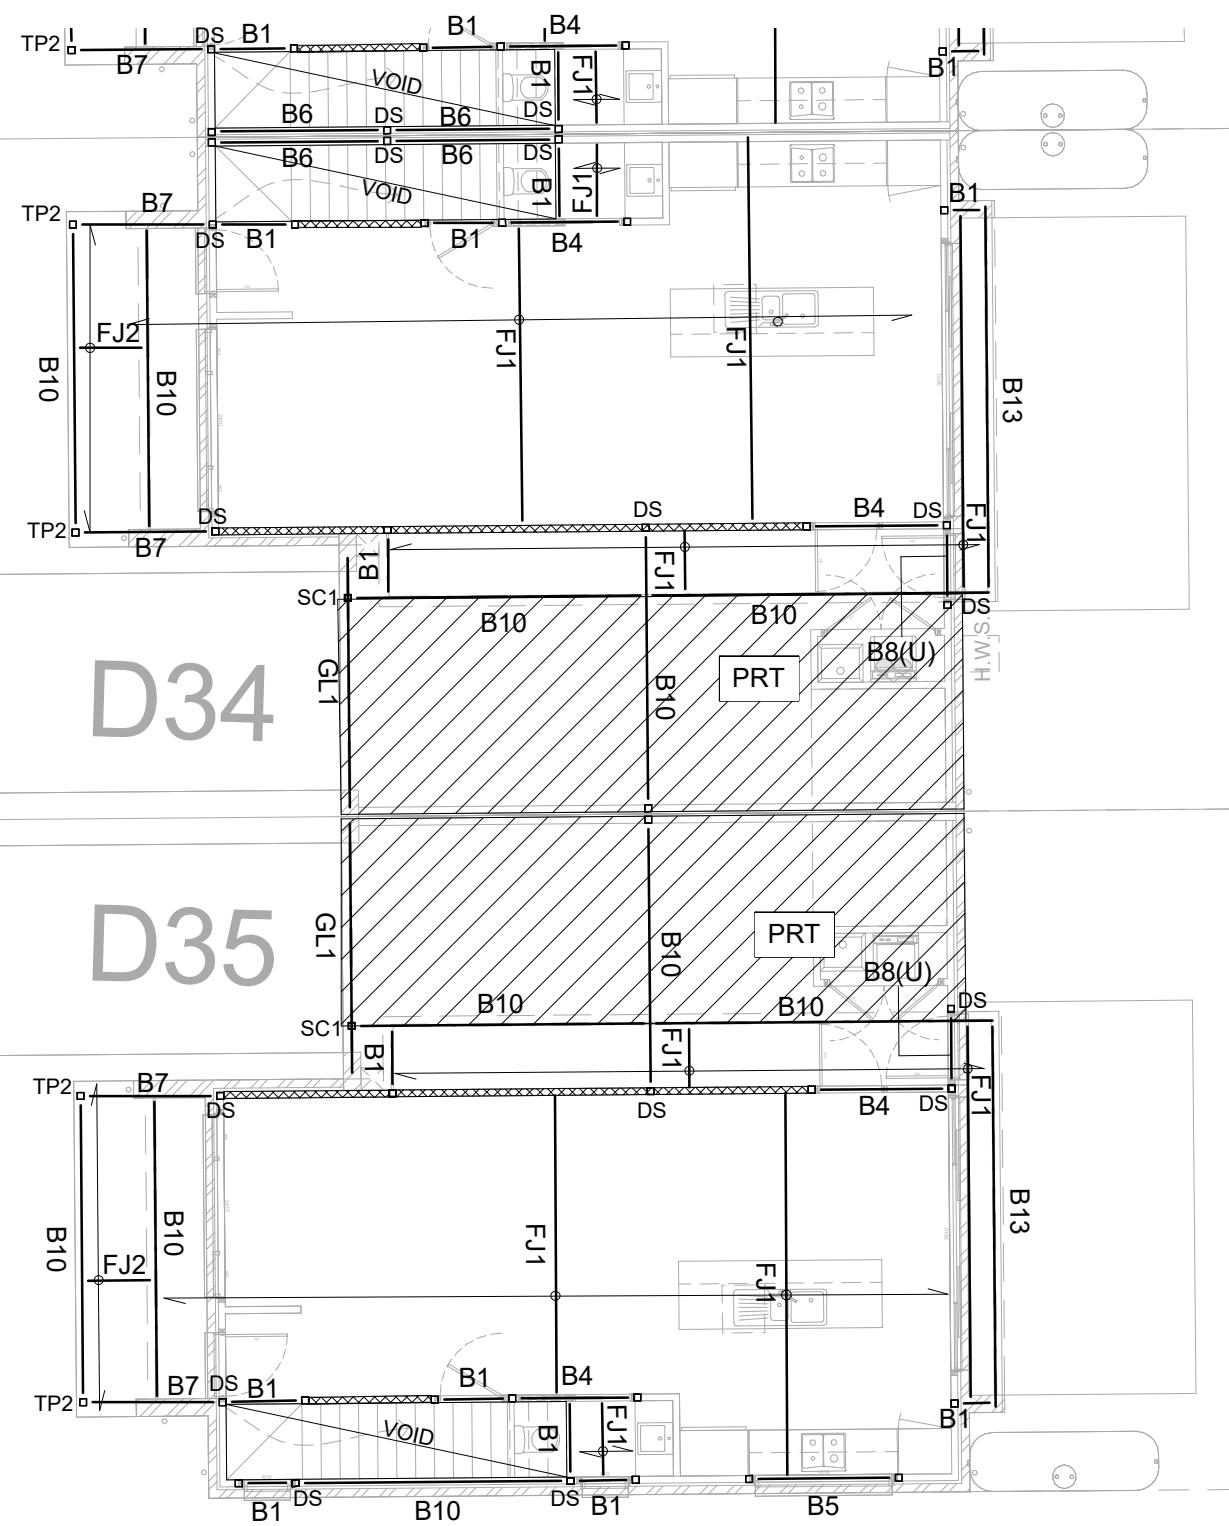 DS B1 B1 B4
TP2
B7
B1
VOID
B1
FJ1
B6 DS B6 DS
B6 DS B6 DS
VOID
B1
FJ1
B7
B1
TP2
DS B1 B1 B4
FJ2
FJ1
FJ1
B10
B10
B13
DS DS B4 DS
TP2
B7
B1
FJ1
FJ1
SC1
B10 B10 DS
H.W.S.
GL1
D34
B10
PRT
B8(U)
D35
GL1
B10
PRT
B8(U)
B10 B10 DS
SC1
B1
FJ1
TP2 B7
DS DS B4 DS
FJ1
B10
B10
FJ2
FJ1
FJ1
B13
B7 DS B1 B1 B4
TP2
B1
VOID
B1
FJ1
B1 DS B10 DS B1 B5